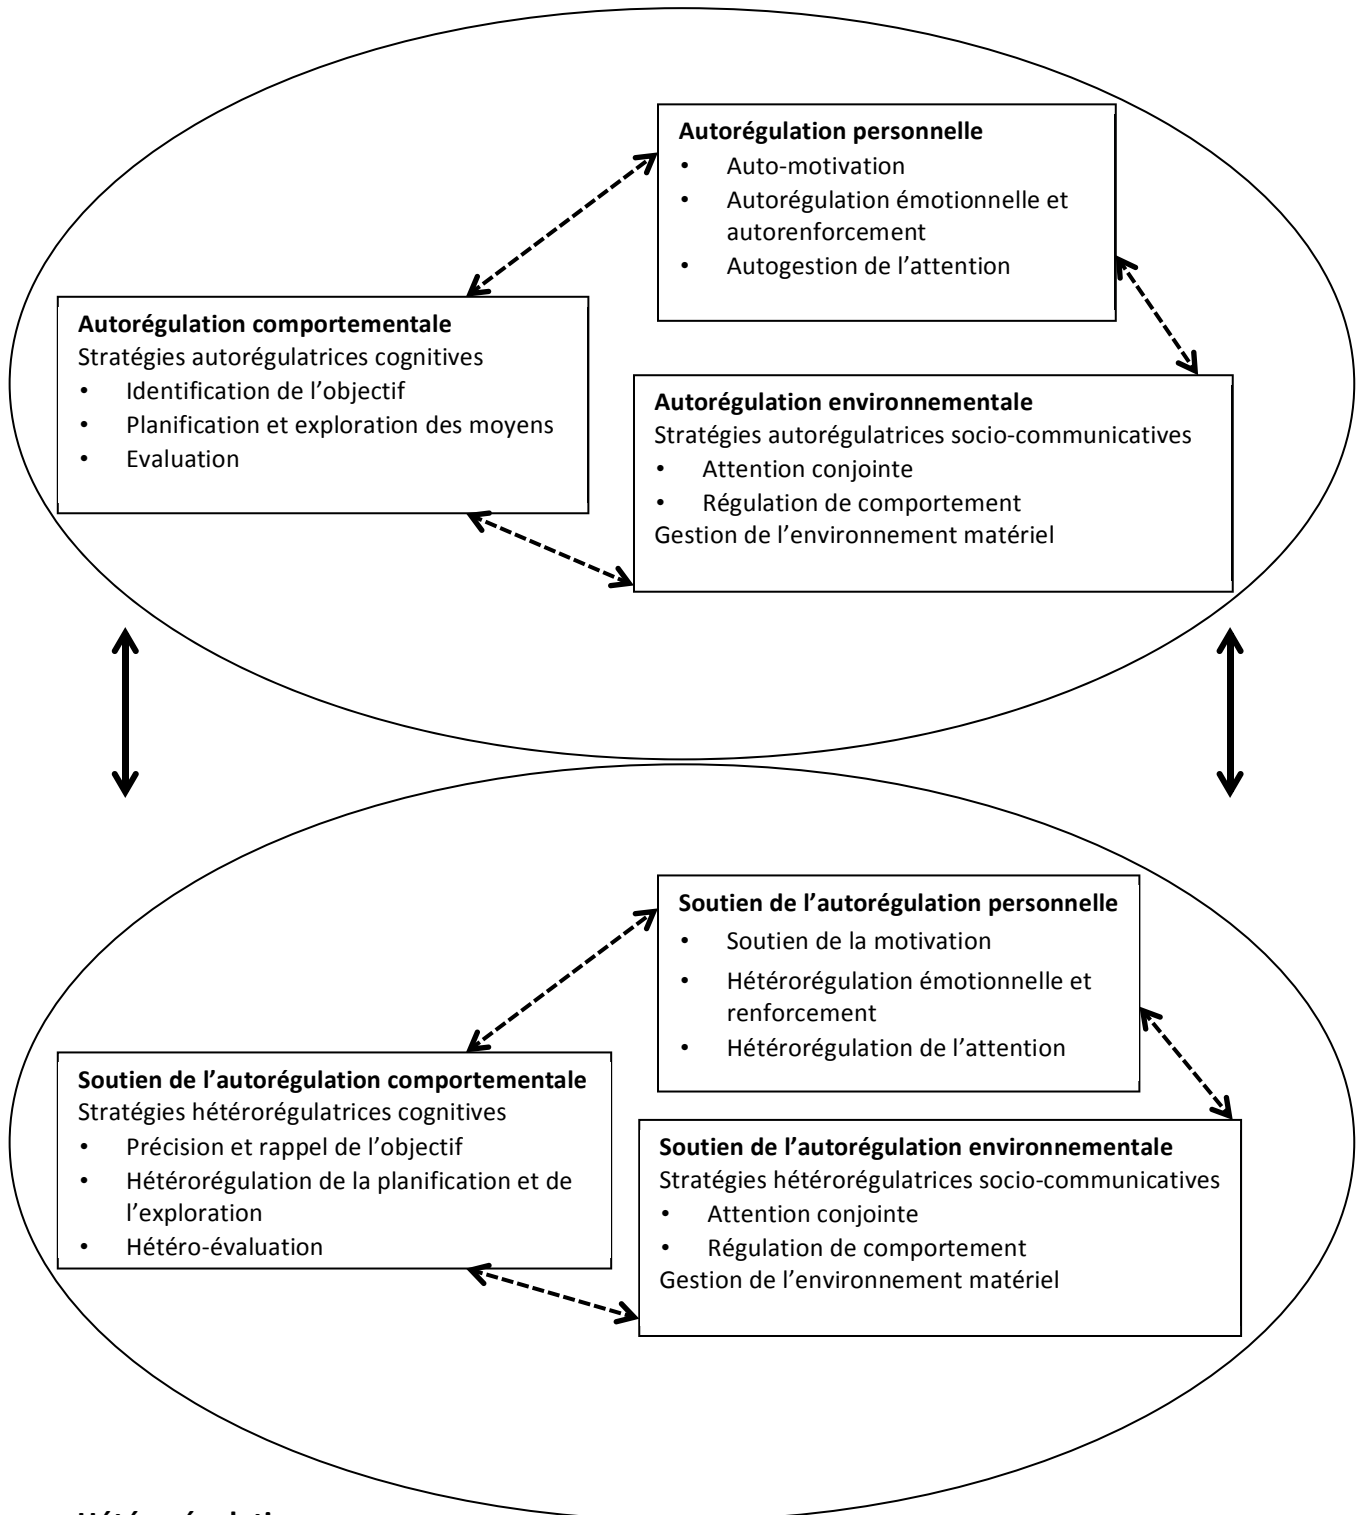 Autorégulation personnelle
• Auto-motivation
• Autorégulation émotionnelle et
autorenforcement
• Autogestion de l’attention
Autorégulation comportementale
Stratégies autorégulatrices cognitives
• Identification de l’objectif
• Planification et exploration des moyens
• Evaluation
Autorégulation environnementale
Stratégies autorégulatrices socio-communicatives
• Attention conjointe
• Régulation de comportement
Gestion de l’environnement matériel
Soutien de l’autorégulation personnelle
• Soutien de la motivation
• Hétérorégulation émotionnelle et
renforcement
• Hétérorégulation de l’attention
Soutien de l’autorégulation comportementale
Stratégies hétérorégulatrices cognitives
• Précision et rappel de l’objectif
• Hétérorégulation de la planification et de
l’exploration
• Hétéro-évaluation
Soutien de l’autorégulation environnementale
Stratégies hétérorégulatrices socio-communicatives
• Attention conjointe
• Régulation de comportement
Gestion de l’environnement matériel